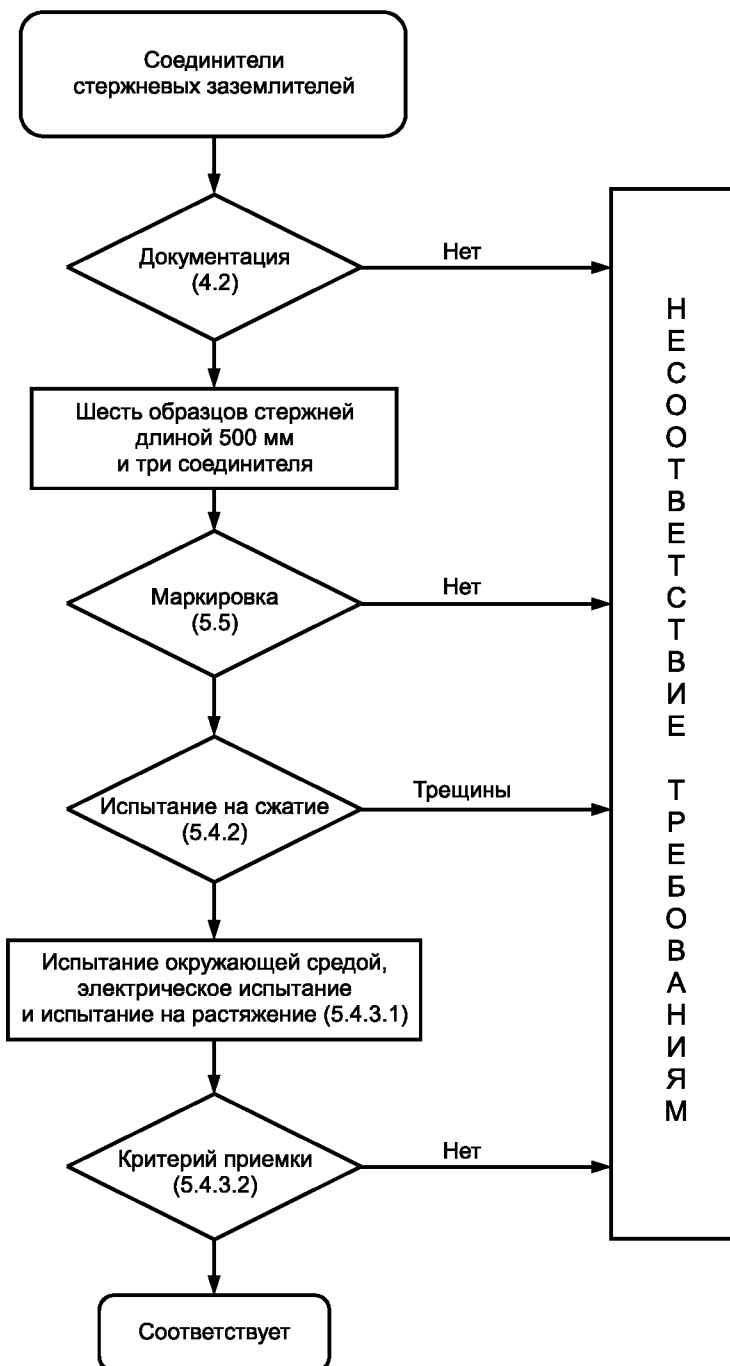 Соединители
стержневых заземлителей
Документация
(4.2)
Нет
Шесть образцов стержней
длиной 500 мм
и три соединителя
Маркировка
(5.5)
Нет
Испытание на сжатие
(5.4.2)
Трещины
Испытание окружающей средой,
электрическое испытание
и испытание на растяжение (5.4.3.1)
Критерий приемки
(5.4.3.2)
Нет
Соответствует
НЕСООТВЕТСТВИЕ ТРЕБОВАНИЯМ